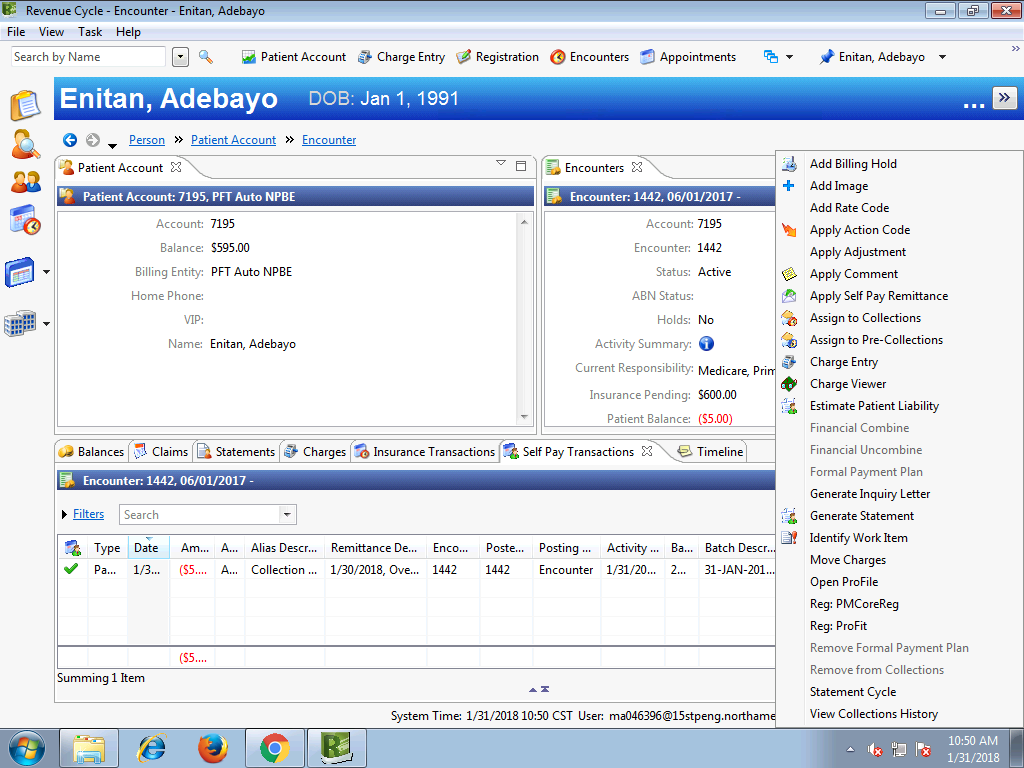 Revenue Cycle - Encounter - Enitan, Adebayo
File View Task Help
Search by Name Patient Account Charge Entry Registration Encounters Appointments Enitan, Adebayo
Enitan, Adebayo DOB: Jan 1, 1991 ...
Person » Patient Account » Encounter
Patient Account
Patient Account: 7195, PFT Auto NPBE
Account: 7195
Balance: $595.00
Billing Entity: PFT Auto NPBE
Home Phone:
VIP:
Name: Enitan, Adebayo
Encounters
Encounter: 1442, 06/01/2017 -
Account: 7195
Encounter: 1442
Status: Active
ABN Status:
Holds: No
Activity Summary:
Current Responsibility: Medicare, Prim
Insurance Pending: $600.00
Patient Balance: ($5.00)
Add Billing Hold
Add Image
Add Rate Code
Apply Action Code
Apply Adjustment
Apply Comment
Apply Self Pay Remittance
Assign to Collections
Assign to Pre-Collections
Charge Entry
Charge Viewer
Estimate Patient Liability
Financial Combine
Financial Uncombine
Formal Payment Plan
Generate Inquiry Letter
Generate Statement
Identify Work Item
Move Charges
Open ProFile
Reg: PMCoreReg
Reg: ProFit
Remove Formal Payment Plan
Remove from Collections
Statement Cycle
View Collections History
Balances Claims Statements Charges Insurance Transactions Self Pay Transactions Timeline
Encounter: 1442, 06/01/2017 -
Filters Search
Type Date Am... A... Alias Descr... Remittance De... Enco... Poste... Posting ... Activity ... Ba... Batch Descr...
Pa... 1/3... ($5.... A... Collection ... 1/30/2018, Ove... 1442 1442 Encounter 1/31/20... 2... 31-JAN-201...
($5....
Summing 1 Item
System Time: 1/31/2018 10:50 CST User: ma046396@15stpeng.northame
10:50 AM
1/31/2018